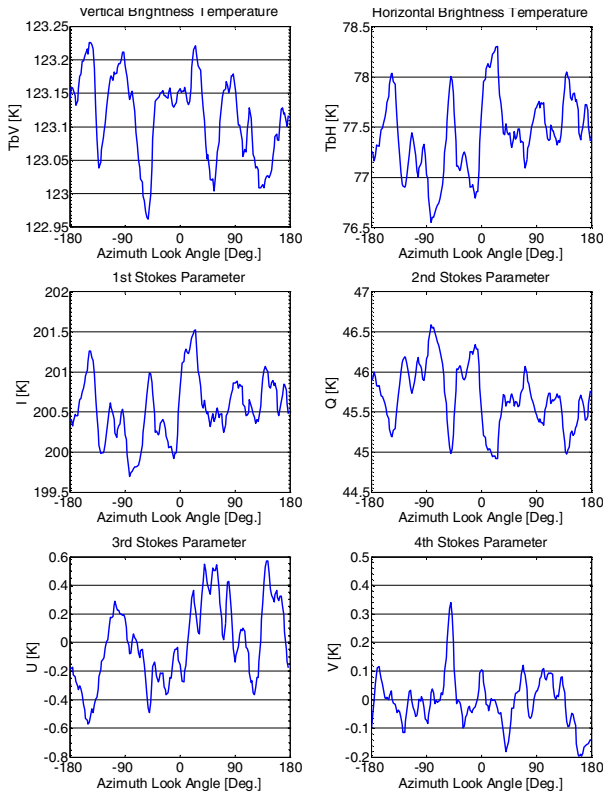 Vertical Brightness Temperature
123.25
123.2
123.15
123.1
123.05
123
122.95
TbV [K]
-180 -90 0 90 180
Azimuth Look Angle [Deg.]
Horizontal Brightness Temperature
78.5
78
77.5
77
76.5
TbH [K]
-180 -90 0 90 180
Azimuth Look Angle [Deg.]
1st Stokes Parameter
202
201.5
201
200.5
200
199.5
I [K]
-180 -90 0 90 180
Azimuth Look Angle [Deg.]
2nd Stokes Parameter
47
46.5
46
45.5
45
44.5
Q [K]
-180 -90 0 90 180
Azimuth Look Angle [Deg.]
3rd Stokes Parameter
0.6
0.4
0.2
0
-0.2
-0.4
-0.6
-0.8
U [K]
-180 -90 0 90 180
Azimuth Look Angle [Deg.]
4th Stokes Parameter
0.5
0.4
0.3
0.2
0.1
0
-0.1
-0.2
V [K]
-180 -90 0 90 180
Azimuth Look Angle [Deg.]